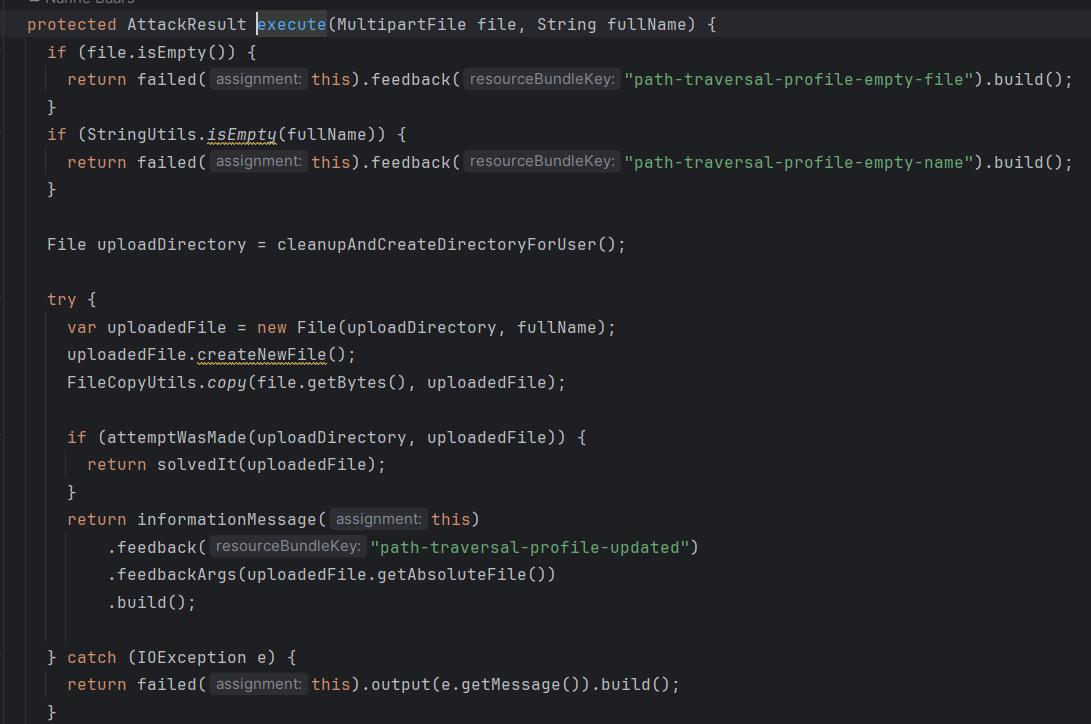 Nanne Baars
protected AttackResult execute(MultipartFile file, String fullName) {
if (file.isEmpty()) {
return failed( assignment: this).feedback( resourceBundleKey: "path-traversal-profile-empty-file").build();
}
if (StringUtils.isEmpty(fullName)) {
return failed( assignment: this).feedback( resourceBundleKey: "path-traversal-profile-empty-name").build();
}
File uploadDirectory = cleanupAndCreateDirectoryForUser();
try {
var uploadedFile = new File(uploadDirectory, fullName);
uploadedFile.createNewFile();
FileCopyUtils.copy(file.getBytes(), uploadedFile);
if (attemptWasMade(uploadDirectory, uploadedFile)) {
return solvedIt(uploadedFile);
}
return informationMessage( assignment: this)
.feedback( resourceBundleKey: "path-traversal-profile-updated")
.feedbackArgs(uploadedFile.getAbsoluteFile())
.build();
} catch (IOException e) {
return failed( assignment: this).output(e.getMessage()).build();
}